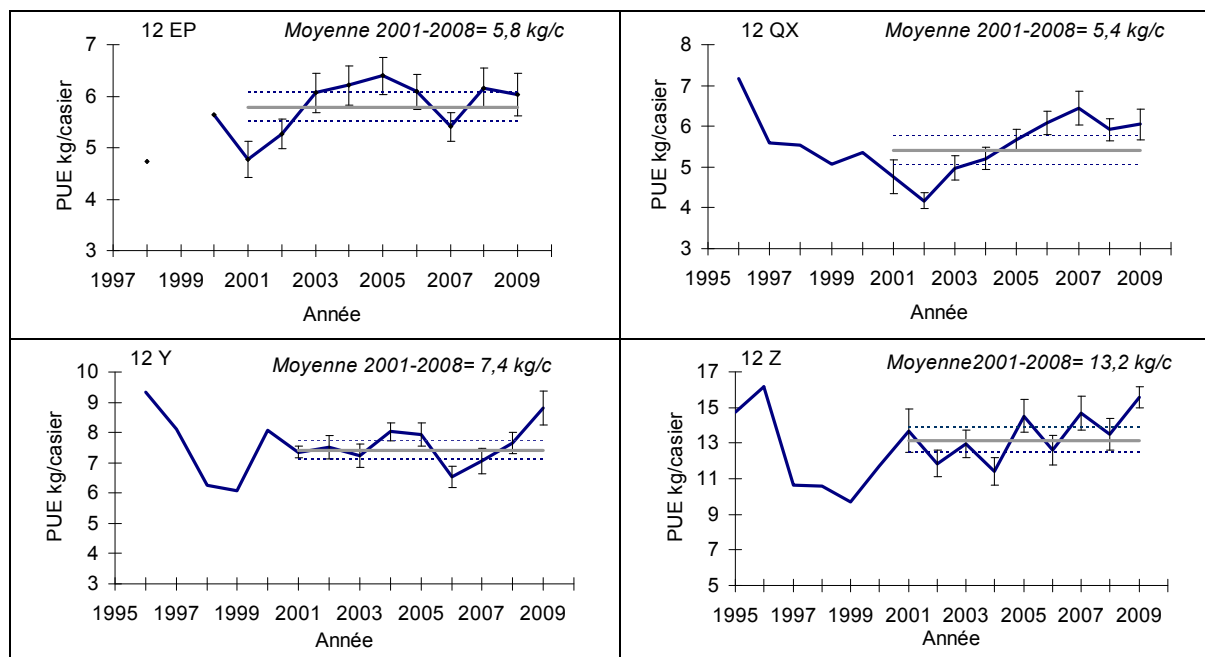 12 EP
Moyenne 2001-2008= 5,8 kg/c
PUE kg/casier
7
6
5
4
3
1997 1999 2001 2003 2005 2007 2009
Année
12 QX
Moyenne 2001-2008= 5,4 kg/c
PUE kg/casier
8
7
6
5
4
3
1995 1997 1999 2001 2003 2005 2007 2009
Année
12 Y
Moyenne 2001-2008= 7,4 kg/c
PUE kg/casier
10
9
8
7
6
5
4
3
1995 1997 1999 2001 2003 2005 2007 2009
Année
12 Z
Moyenne2001-2008= 13,2 kg/c
PUE kg/casier
17
15
13
11
9
7
5
1995 1997 1999 2001 2003 2005 2007 2009
Année